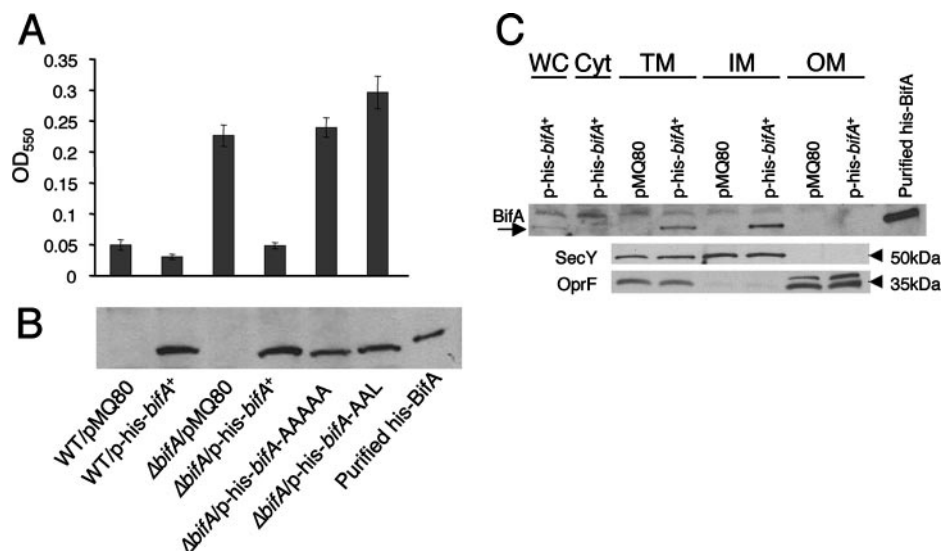 A
OD550
0.35
0.3
0.25
0.2
0.15
0.1
0.05
0
B
WT/pMQ80
WT/p-his-bifA+
ΔbifA/pMQ80
ΔbifA/p-his-bifA+
ΔbifA/p-his-bifA-AAAAA
ΔbifA/p-his-bifA-AAL
Purified his-BifA
C
WC Cyt TM IM OM
p-his-bifA+
p-his-bifA+
pMQ80
p-his-bifA+
pMQ80
p-his-bifA+
pMQ80
p-his-bifA+
Purified his-BifA
BifA
SecY 50kDa
OprF 35kDa